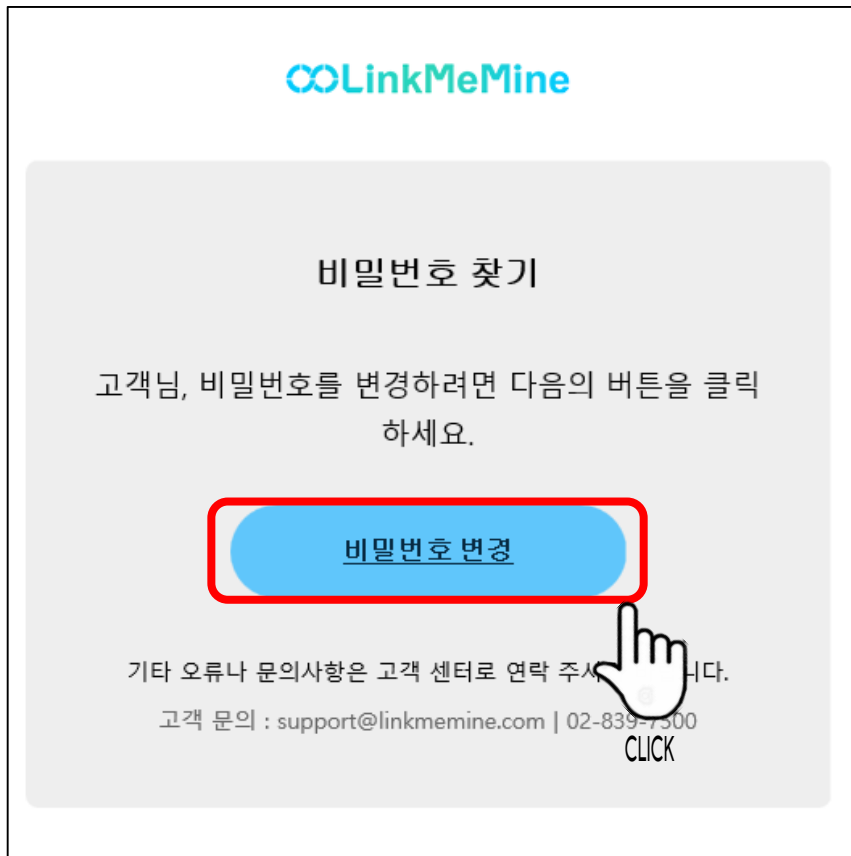 LinkMeMine
비밀번호 찾기
고객님, 비밀번호를 변경하려면 다음의 버튼을 클릭
하세요.
비밀번호 변경
기타 오류나 문의사항은 고객 센터로 연락 니다.
고객 문의 : support@linkmemine.com | 02-839-7500
CLICK